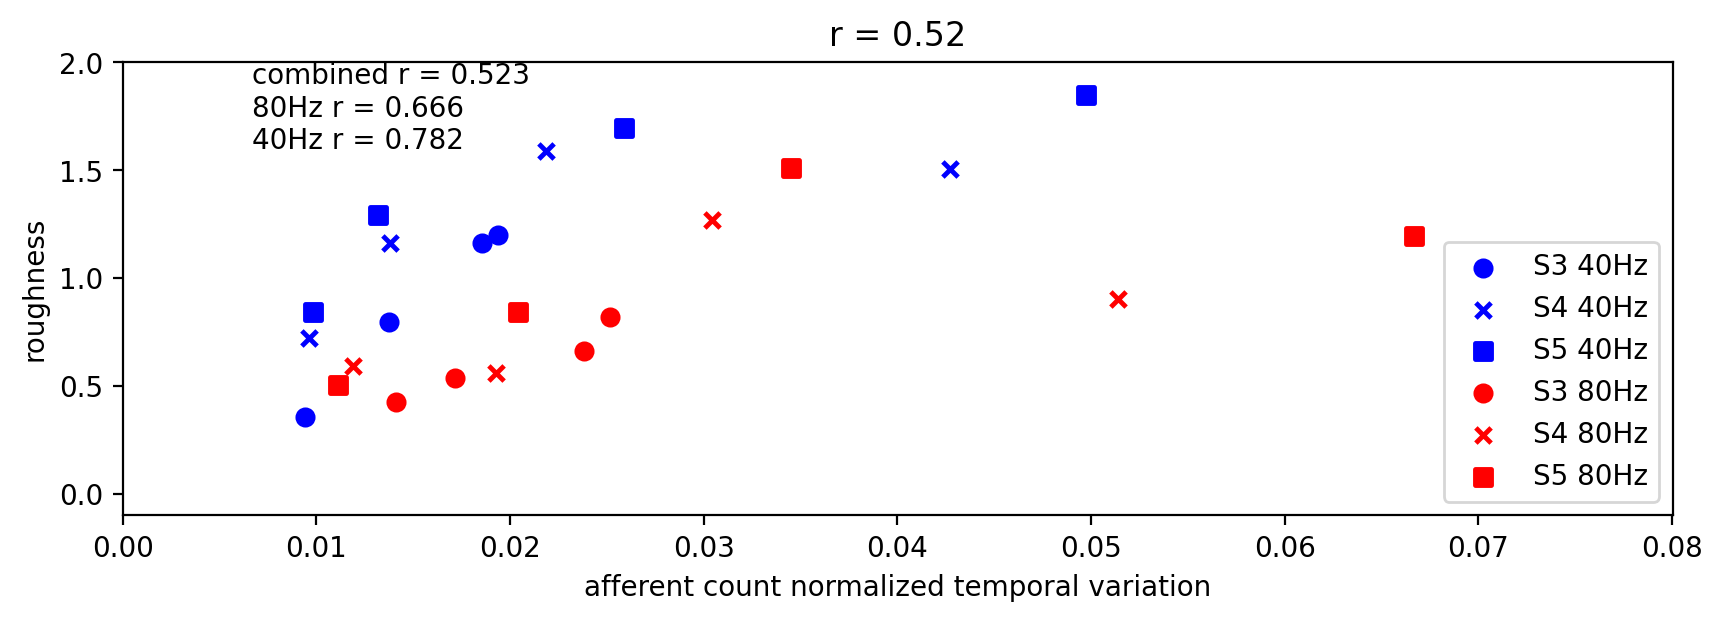 r = 0.52
combined r = 0.523
80Hz r = 0.666
40Hz r = 0.782
2.0
1.5
1.0
0.5
0.0
roughness
S3 40Hz
S4 40Hz
S5 40Hz
S3 80Hz
S4 80Hz
S5 80Hz
0.00 0.01 0.02 0.03 0.04 0.05 0.06 0.07 0.08
afferent count normalized temporal variation